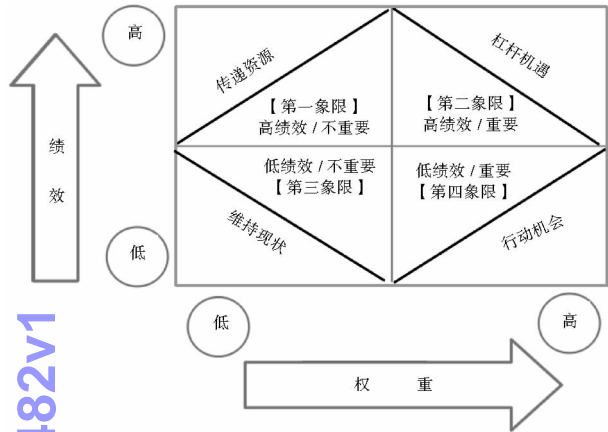 高
传递资源
杠杆机遇
【第一象限】
高绩效 / 不重要
【第二象限】
高绩效 / 重要
绩
效
低绩效 / 不重要
【第三象限】
低绩效 / 重要
【第四象限】
维持现状
行动机会
低
低
高
权 重
482v1